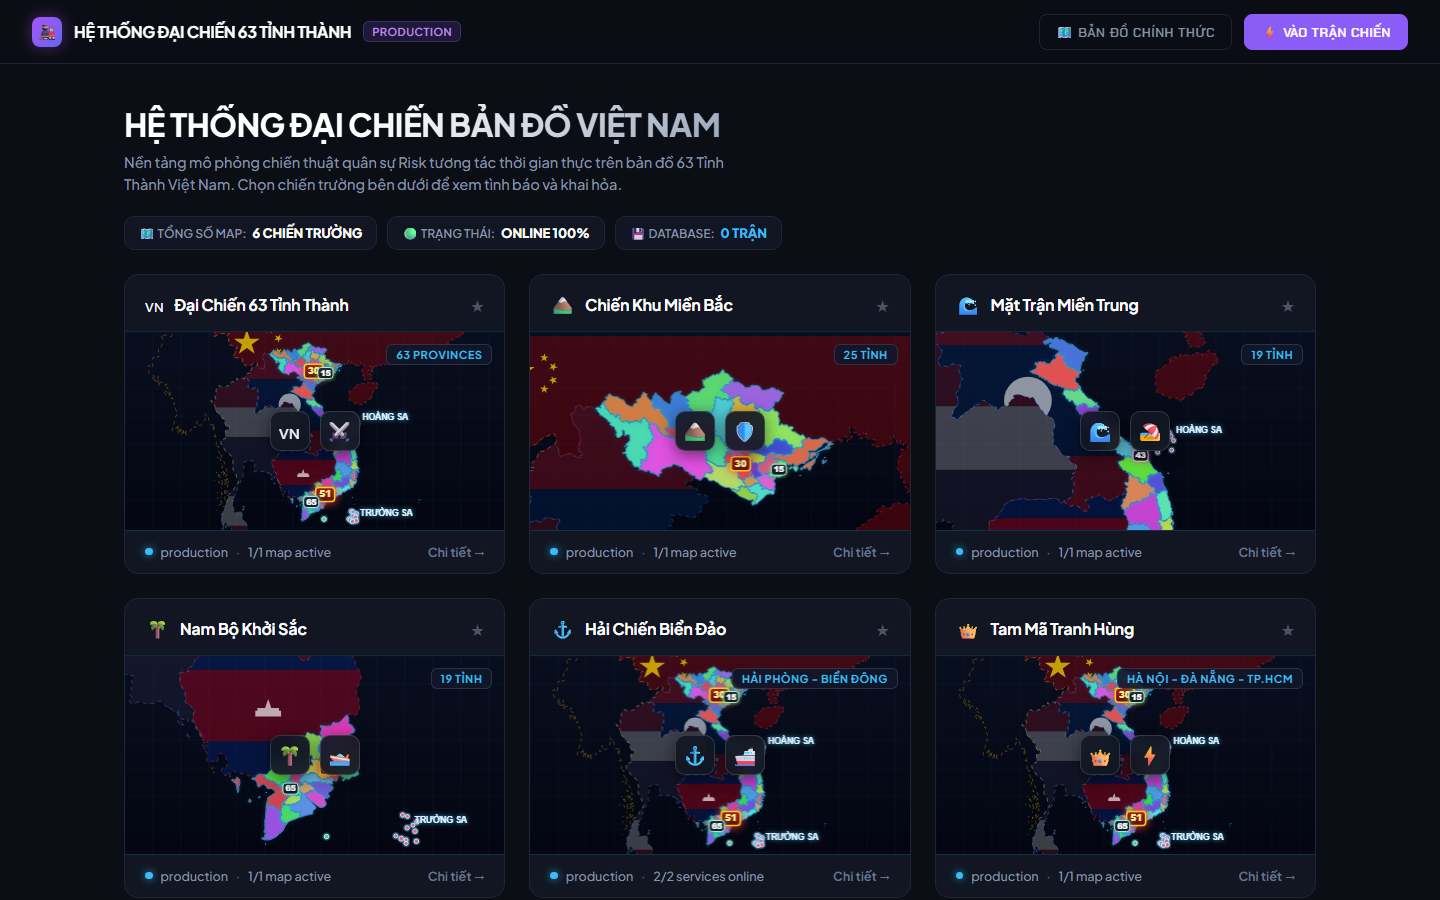 HỆ THỐNG ĐẠI CHIẾN 63 TỈNH THÀNH
PRODUCTION
BẢN ĐỒ CHÍNH THỨC
VÀO TRẬN CHIẾN
HỆ THỐNG ĐẠI CHIẾN BẢN ĐỒ VIỆT NAM
Nền tảng mô phỏng chiến thuật quân sự Risk tương tác thời gian thực trên bản đồ 63 Tỉnh
Thành Việt Nam. Chọn chiến trường bên dưới để xem tình báo và khai hỏa.
TỔNG SỐ MAP: 6 CHIẾN TRƯỜNG
TRẠNG THÁI: ONLINE 100%
DATABASE: 0 TRẬN
VN Đại Chiến 63 Tỉnh Thành
63 PROVINCES
30
15
HOÀNG SA
VN
51
65
TRƯỜNG SA
production · 1/1 map active
Chi tiết →
Chiến Khu Miền Bắc
25 TỈNH
30
15
production · 1/1 map active
Chi tiết →
Mặt Trận Miền Trung
19 TỈNH
HOÀNG SA
43
production · 1/1 map active
Chi tiết →
Nam Bộ Khởi Sắc
19 TỈNH
65
TRƯỜNG SA
production · 1/1 map active
Chi tiết →
Hải Chiến Biển Đảo
HẢI PHÒNG - BIỂN ĐÔNG
30
15
HOÀNG SA
51
65
TRƯỜNG SA
production · 2/2 services online
Chi tiết →
Tam Mã Tranh Hùng
HÀ NỘI - ĐÀ NẴNG - TP.HCM
30
15
HOÀNG SA
51
65
TRƯỜNG SA
production · 1/1 map active
Chi tiết →